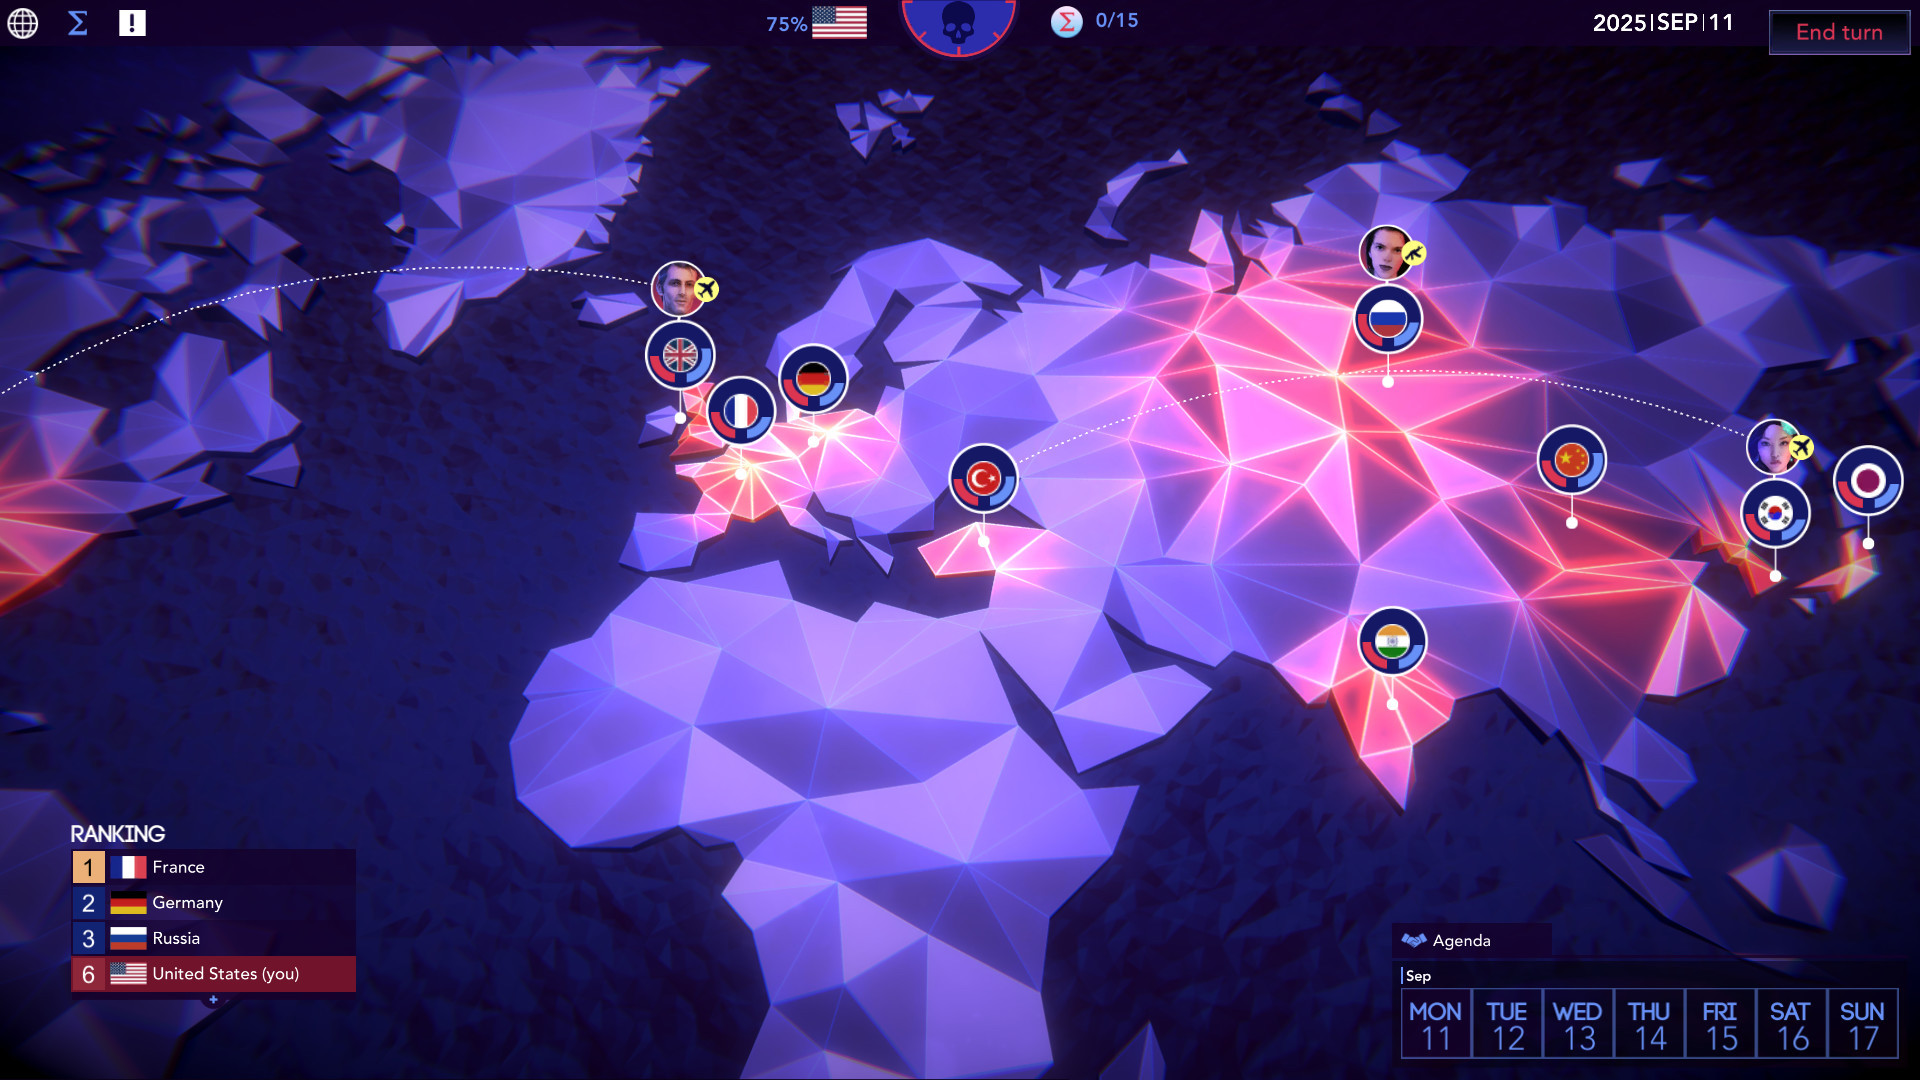 Σ
!
75%
Σ 0/15
2025|SEP|11
End turn
RANKING
1 France
2 Germany
3 Russia
6 United States (you)
+
Agenda
Sep
MON TUE WED THU FRI SAT SUN
11 12 13 14 15 16 17